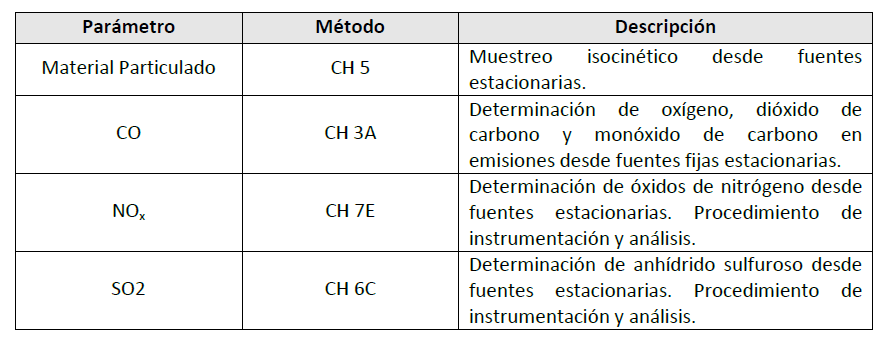 Parámetro Método Descripción
Material Particulado CH 5 Muestreo isocinético desde fuentes
estacionarias.
CO CH 3A Determinación de oxígeno, dióxido de
carbono y monóxido de carbono en
emisiones desde fuentes fijas estacionarias.
NOx CH 7E Determinación de óxidos de nitrógeno desde
fuentes estacionarias. Procedimiento de
instrumentación y análisis.
SO2 CH 6C Determinación de anhídrido sulfuroso desde
fuentes estacionarias. Procedimiento de
instrumentación y análisis.